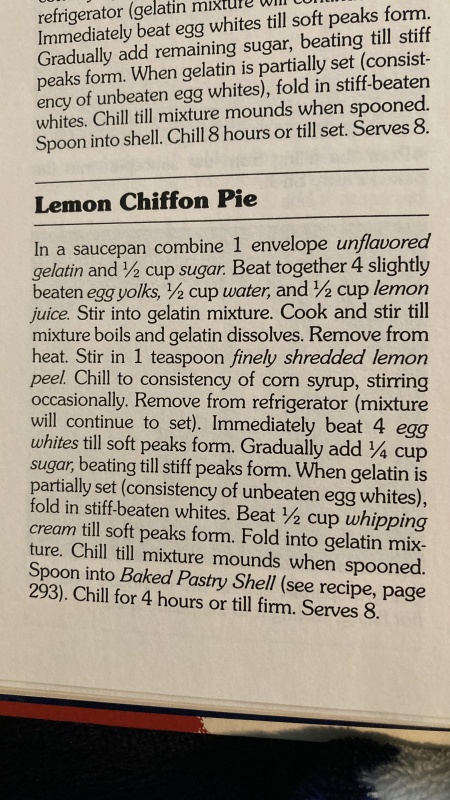 refrigerator (gelatin mixture will
Immediately beat egg whites till soft peaks form.
Gradually add remaining sugar, beating till stiff
peaks form. When gelatin is partially set (consist-
ency of unbeaten egg whites), fold in stiff-beaten
whites. Chill till mixture mounds when spooned.
Spoon into shell. Chill 8 hours or till set. Serves 8.
Lemon Chiffon Pie
In a saucepan combine 1 envelope unflavored
gelatin and ½ cup sugar. Beat together 4 slightly
beaten egg yolks, ½ cup water, and ½ cup lemon
juice. Stir into gelatin mixture. Cook and stir till
mixture boils and gelatin dissolves. Remove from
heat. Stir in 1 teaspoon finely shredded lemon
peel. Chill to consistency of corn syrup, stirring
occasionally. Remove from refrigerator (mixture
will continue to set). Immediately beat 4 egg
whites till soft peaks form. Gradually add ¼ cup
sugar, beating till stiff peaks form. When gelatin is
partially set (consistency of unbeaten egg whites),
fold in stiff-beaten whites. Beat ½ cup whipping
cream till soft peaks form. Fold into gelatin mix-
ture. Chill till mixture mounds when spooned.
Spoon into Baked Pastry Shell (see recipe, page
293). Chill for 4 hours or till firm. Serves 8.